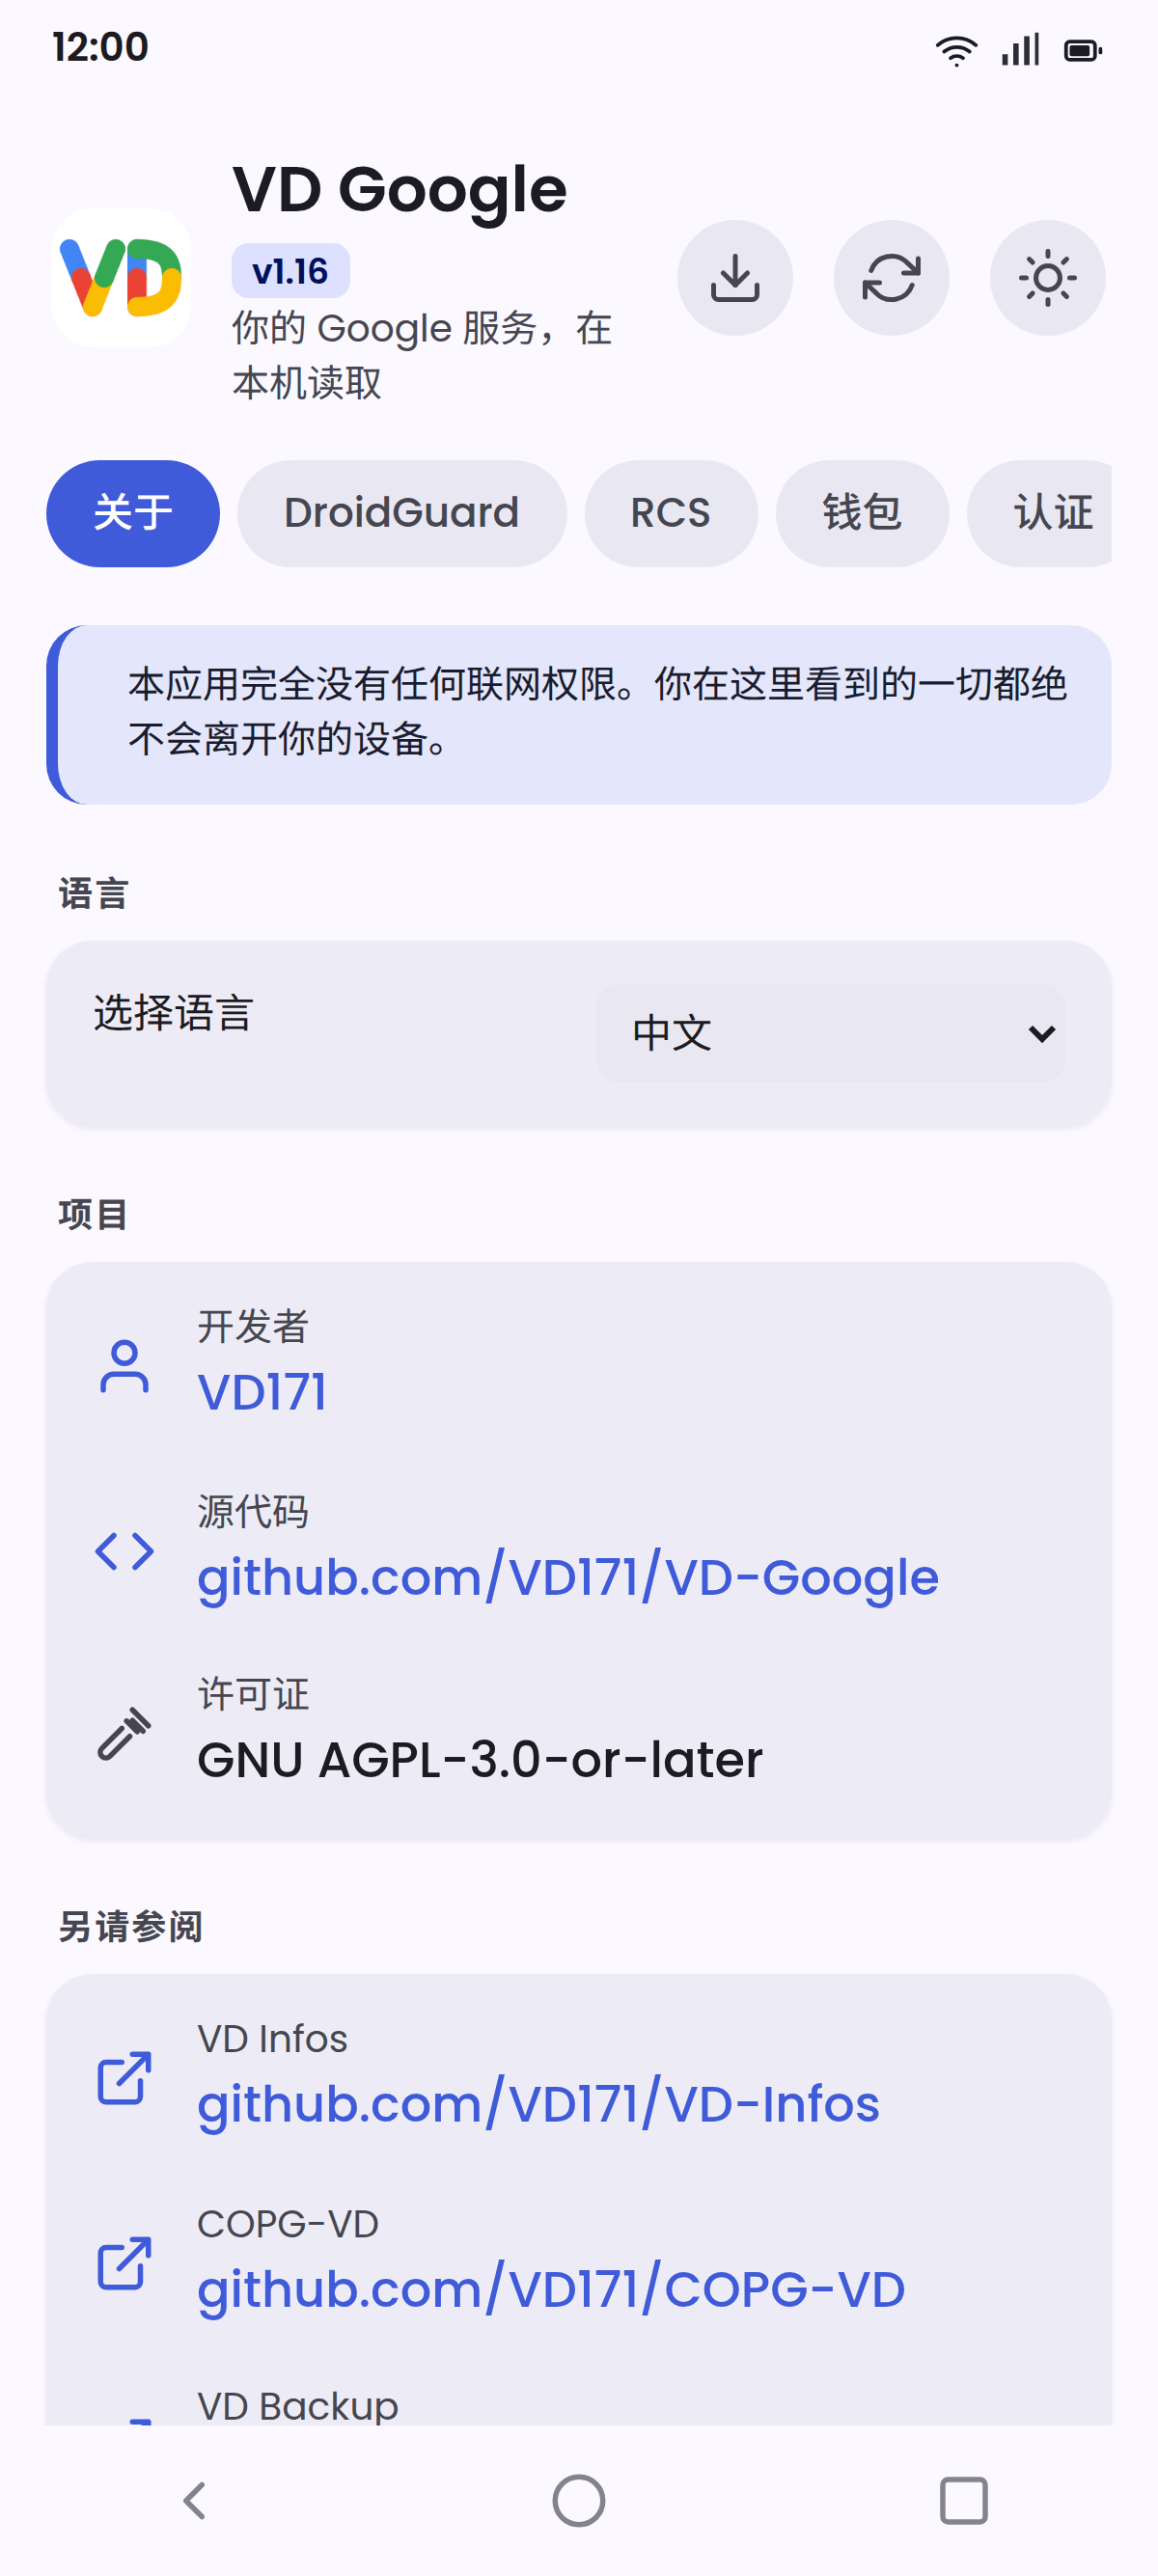 12:00
VD
VD Google
v1.16
你的 Google 服务，在
本机读取
关于
DroidGuard
RCS
钱包
认证
本应用完全没有任何联网权限。你在这里看到的一切都绝
不会离开你的设备。
语言
选择语言
中文
项目
开发者
VD171
源代码
github.com/VD171/VD-Google
许可证
GNU AGPL-3.0-or-later
另请参阅
VD Infos
github.com/VD171/VD-Infos
COPG-VD
github.com/VD171/COPG-VD
VD Backup